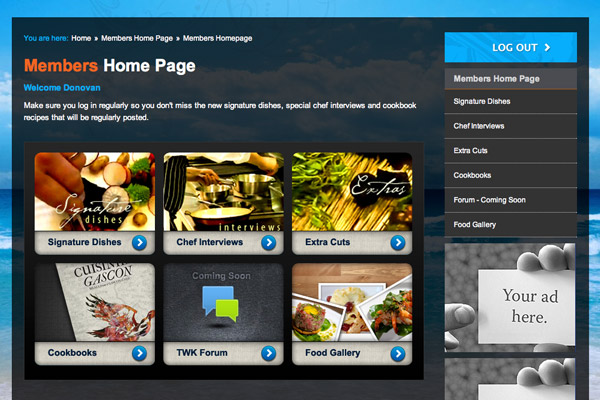 You are here: Home » Members Home Page » Members Homepage
Members Home Page
Welcome Donovan
Make sure you log in regularly so you don't miss the new signature dishes, special chef interviews and cookbook
recipes that will be regularly posted.
Signature
dishes
Signature Dishes
interviews
Chef Interviews
Extras
Extra Cuts
CUISINIER
GASCON
Cookbooks
Coming Soon
TWK Forum
Food Gallery
LOG OUT
Members Home Page
Signature Dishes
Chef Interviews
Extra Cuts
Cookbooks
Forum - Coming Soon
Food Gallery
Your ad
here.